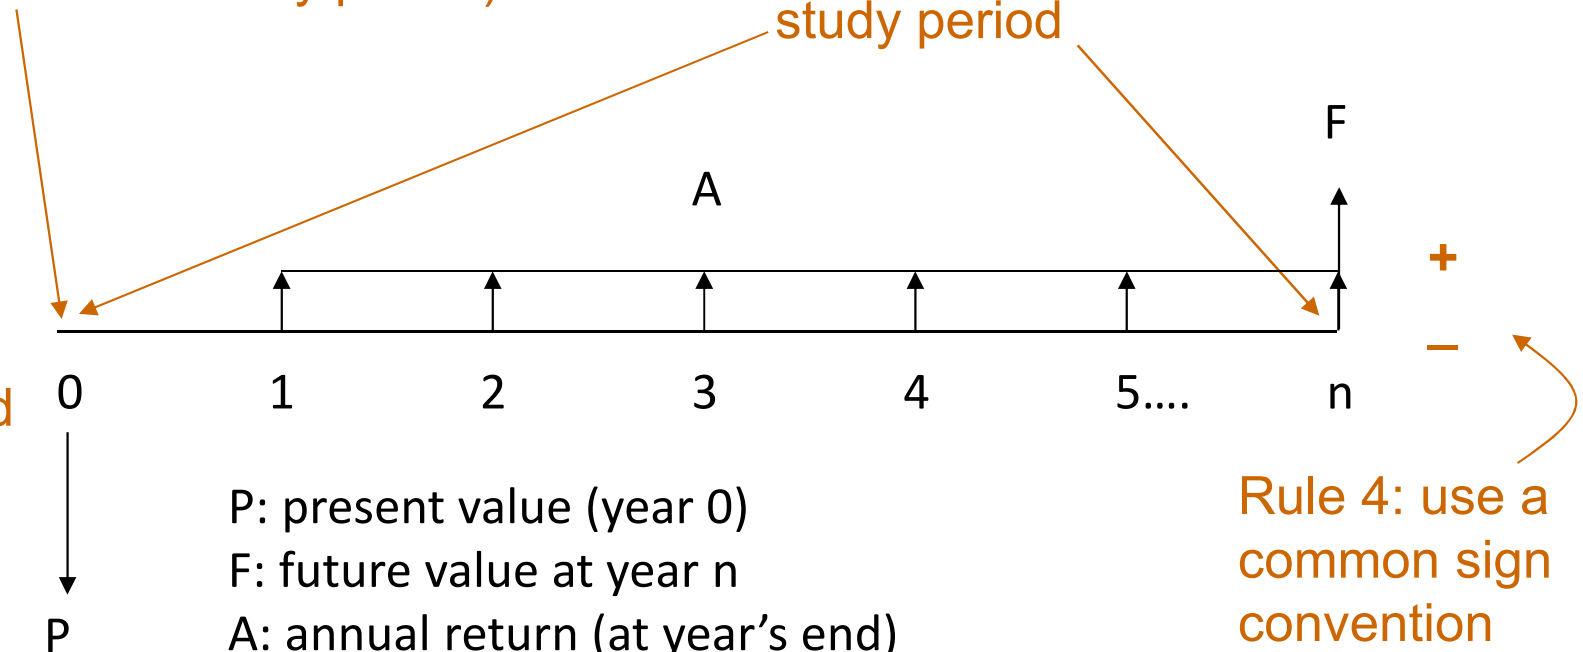 study period
F
A
+
–
0 1 2 3 4 5.... n
P: present value (year 0)
F: future value at year n
P
A: annual return (at year’s end)
Rule 4: use a
common sign
convention